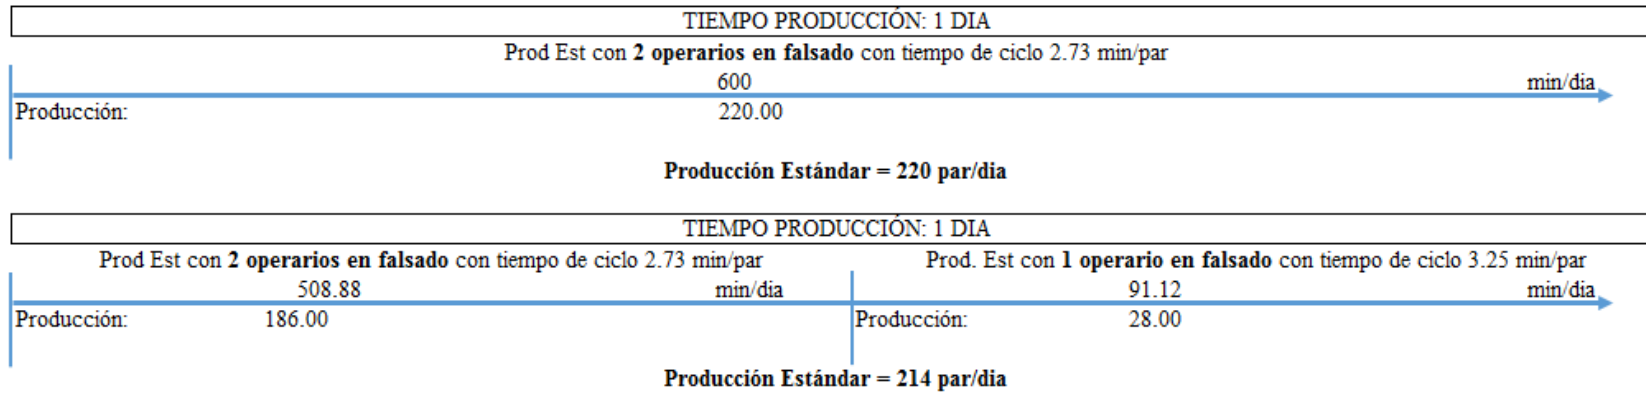 TIEMPO PRODUCCIÓN: 1 DIA
Prod Est con 2 operarios en falsado con tiempo de ciclo 2.73 min/par
600 min/dia
Producción: 220.00
Producción Estándar = 220 par/dia
TIEMPO PRODUCCIÓN: 1 DIA
Prod Est con 2 operarios en falsado con tiempo de ciclo 2.73 min/par Prod. Est con 1 operario en falsado con tiempo de ciclo 3.25 min/par
508.88 min/dia 91.12 min/dia
Producción: 186.00 Producción: 28.00
Producción Estándar = 214 par/dia